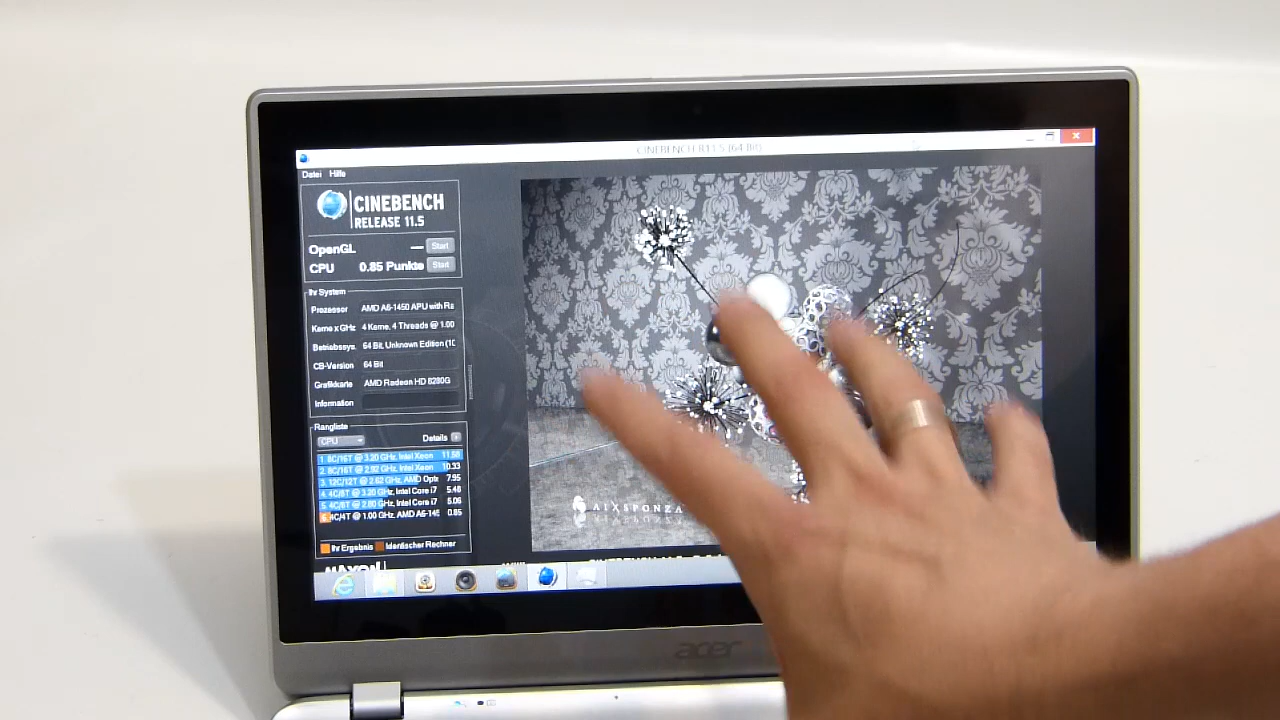 CINEBENCH R11.5 (64 Bit)
Datei Hilfe
CINEBENCH
RELEASE 11.5
OpenGL — Start
CPU 0.85 Punkte Start
Ihr System
Prozessor AMD A6-1450 APU with Ra
Kerne x GHz 4 Kerne, 4 Threads @ 1.00
Betriebssys. 64 Bit, Unknown Edition (1C
CB-Version 64 Bit
Grafikkarte AMD Radeon HD 8280G
Information
Rangliste
CPU Details
1. 8C/16T @ 3.20 GHz, Intel Xeon 11.58
2. 8C/16T @ 2.92 GHz, Intel Xeon 10.33
3. 12C/12T @ 2.62 GHz, AMD Opte 7.95
4. 4C/8T @ 3.20 GHz, Intel Core i7 5.48
5. 4C/8T @ 2.80 GHz, Intel Core i7 5.06
6. 4C/4T @ 1.00 GHz, AMD A6-145 0.85
Ihr Ergebnis Identischer Rechner
AIXSPONZA
MAXON
acer